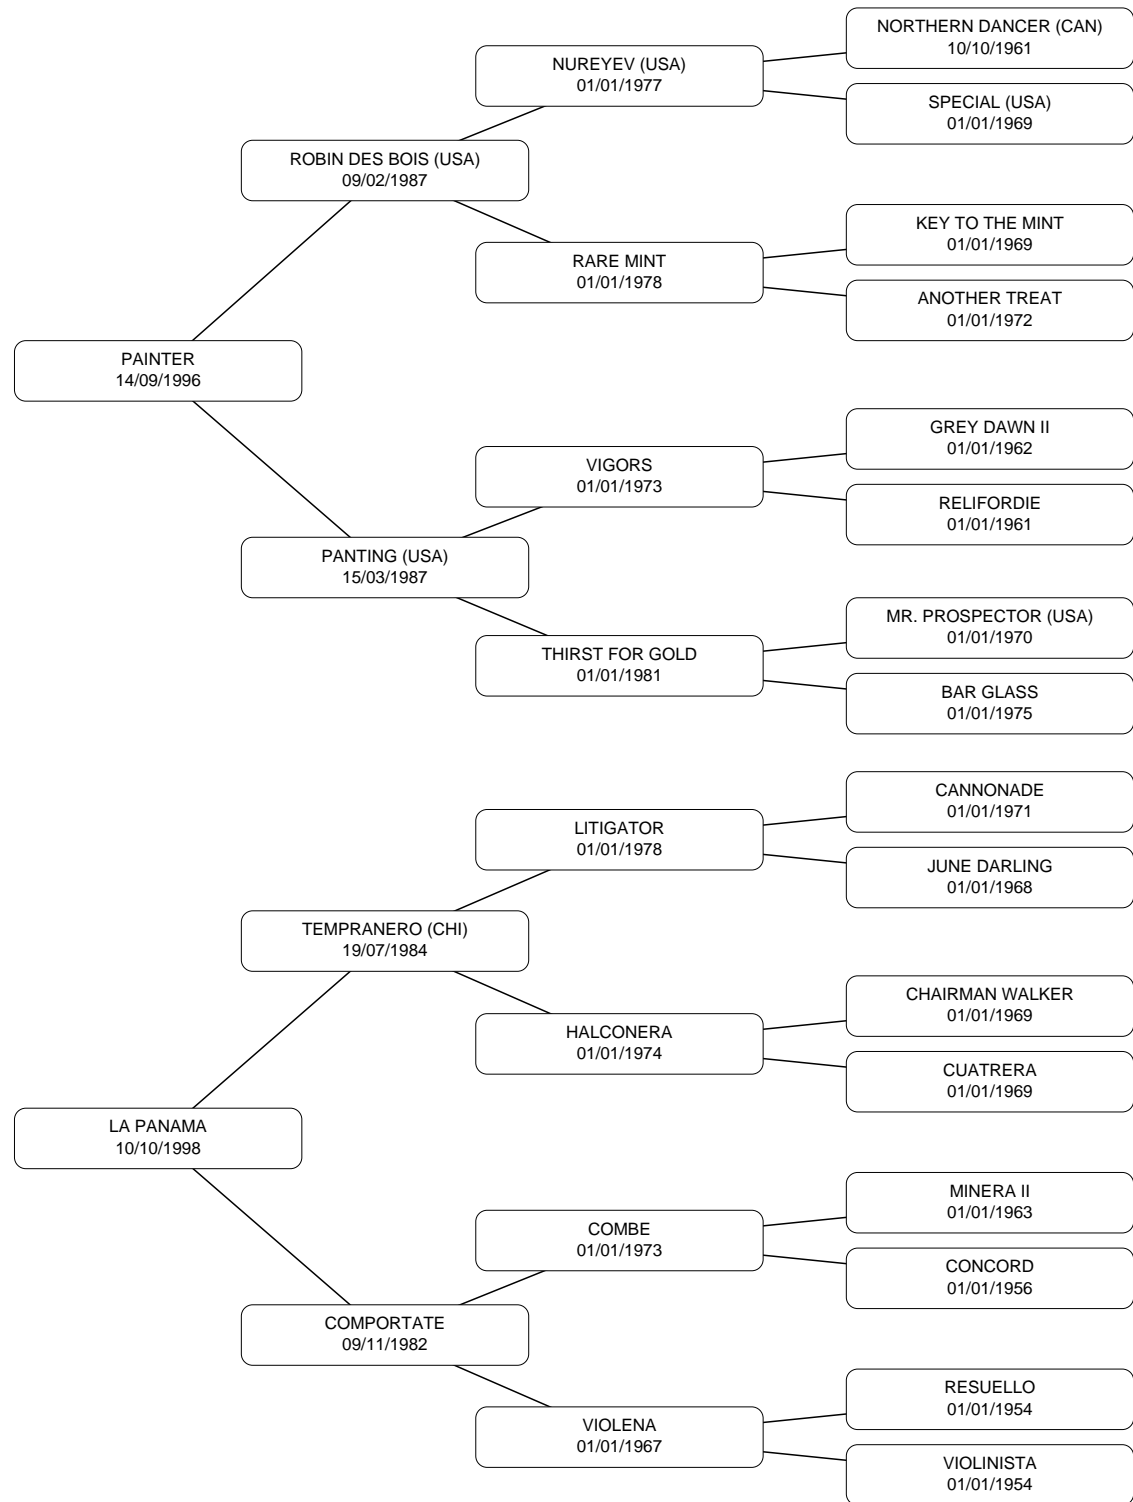 NORTHERN DANCER (CAN)
10/10/1961
NUREYEV (USA)
01/01/1977
SPECIAL (USA)
01/01/1969
ROBIN DES BOIS (USA)
09/02/1987
KEY TO THE MINT
01/01/1969
RARE MINT
01/01/1978
ANOTHER TREAT
01/01/1972
PAINTER
14/09/1996
GREY DAWN II
01/01/1962
VIGORS
01/01/1973
RELIFORDIE
01/01/1961
PANTING (USA)
15/03/1987
MR. PROSPECTOR (USA)
01/01/1970
THIRST FOR GOLD
01/01/1981
BAR GLASS
01/01/1975
CANNONADE
01/01/1971
LITIGATOR
01/01/1978
JUNE DARLING
01/01/1968
TEMPRANERO (CHI)
19/07/1984
CHAIRMAN WALKER
01/01/1969
HALCONERA
01/01/1974
CUATRERA
01/01/1969
LA PANAMA
10/10/1998
MINERA II
01/01/1963
COMBE
01/01/1973
CONCORD
01/01/1956
COMPORTATE
09/11/1982
RESUELLO
01/01/1954
VIOLENA
01/01/1967
VIOLINISTA
01/01/1954